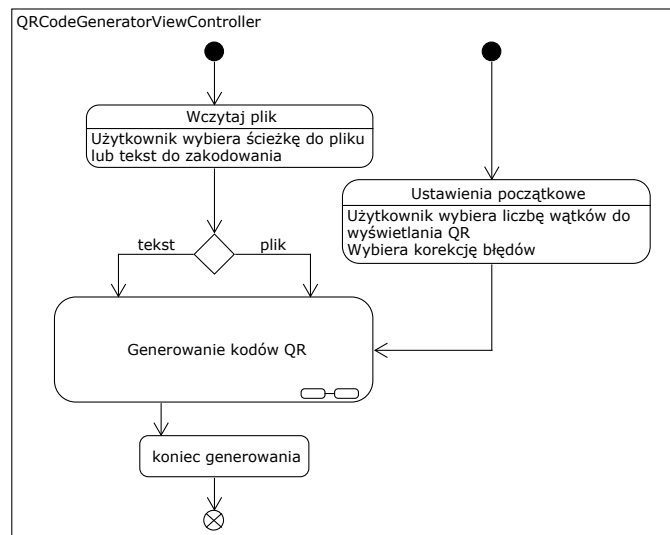 QRCodeGeneratorViewController
Wczytaj plik
Użytkownik wybiera ścieżkę do pliku
lub tekst do zakodowania
Ustawienia początkowe
Użytkownik wybiera liczbę wątków do
wyświetlania QR
Wybiera korekcję błędów
tekst
plik
Generowanie kodów QR
koniec generowania